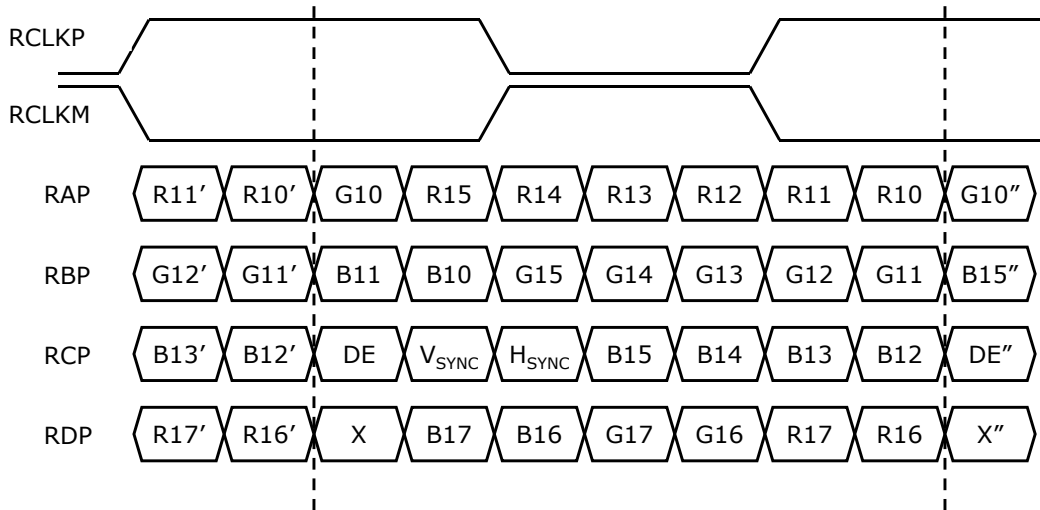 RCLKP
RCLKM
RAP R11′ R10′ G10 R15 R14 R13 R12 R11 R10 G10″
RBP G12′ G11′ B11 B10 G15 G14 G13 G12 G11 B15″
RCP B13′ B12′ DE VSYNC HSYNC B15 B14 B13 B12 DE″
RDP R17′ R16′ X B17 B16 G17 G16 R17 R16 X″